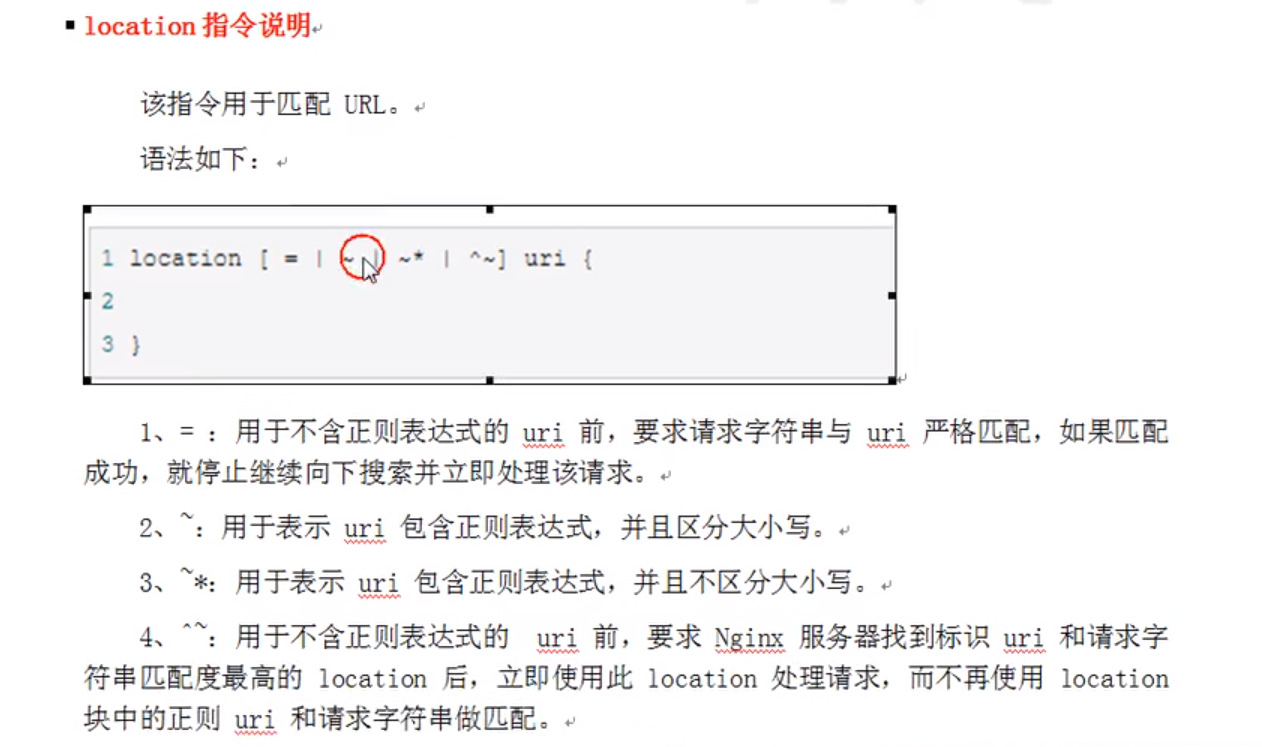 location 指令说明
该指令用于匹配 URL。
语法如下：
1 location [ = | ~ | ~* | ^~] uri {
2
3 }
1、= ：用于不含正则表达式的 uri 前，要求请求字符串与 uri 严格匹配，如果匹配
成功，就停止继续向下搜索并立即处理该请求。
2、~：用于表示 uri 包含正则表达式，并且区分大小写。
3、~*：用于表示 uri 包含正则表达式，并且不区分大小写。
4、^~：用于不含正则表达式的 uri 前，要求 Nginx 服务器找到标识 uri 和请求字
符串匹配度最高的 location 后，立即使用此 location 处理请求，而不再使用 location
块中的正则 uri 和请求字符串做匹配。